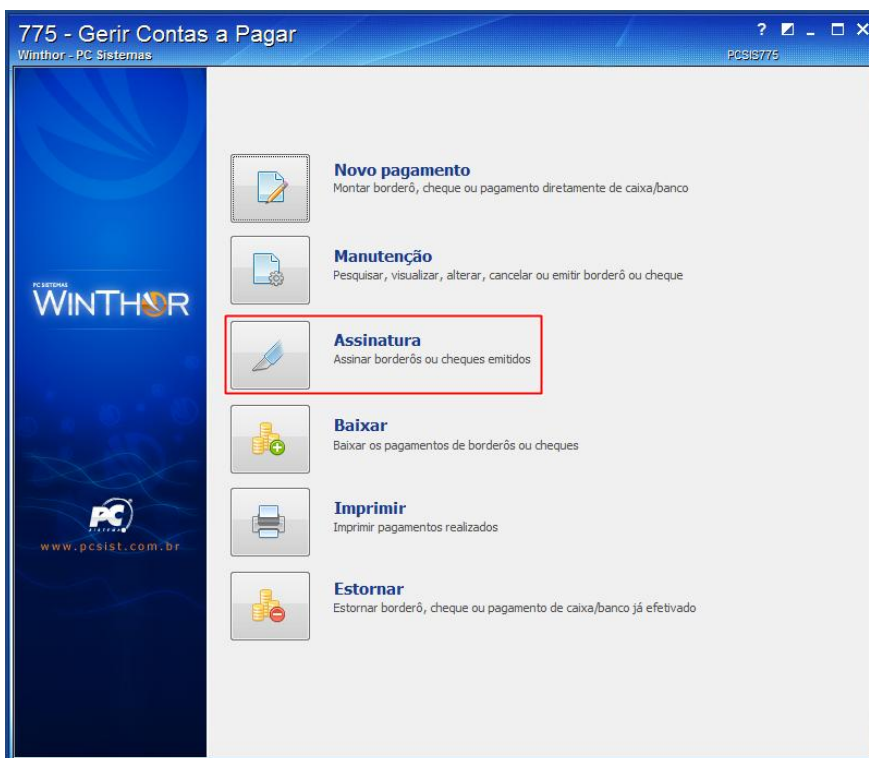 775 - Gerir Contas a Pagar
Winthor - PC Sistemas
PCSIS775
Novo pagamento
Montar borderô, cheque ou pagamento diretamente de caixa/banco
Manutenção
Pesquisar, visualizar, alterar, cancelar ou emitir borderô ou cheque
PC SISTEMAS
WINTHOR
Assinatura
Assinar borderôs ou cheques emitidos
Baixar
Baixar os pagamentos de borderôs ou cheques
Imprimir
Imprimir pagamentos realizados
PC
SISTEMAS
www.pcsist.com.br
Estornar
Estornar borderô, cheque ou pagamento de caixa/banco já efetivado